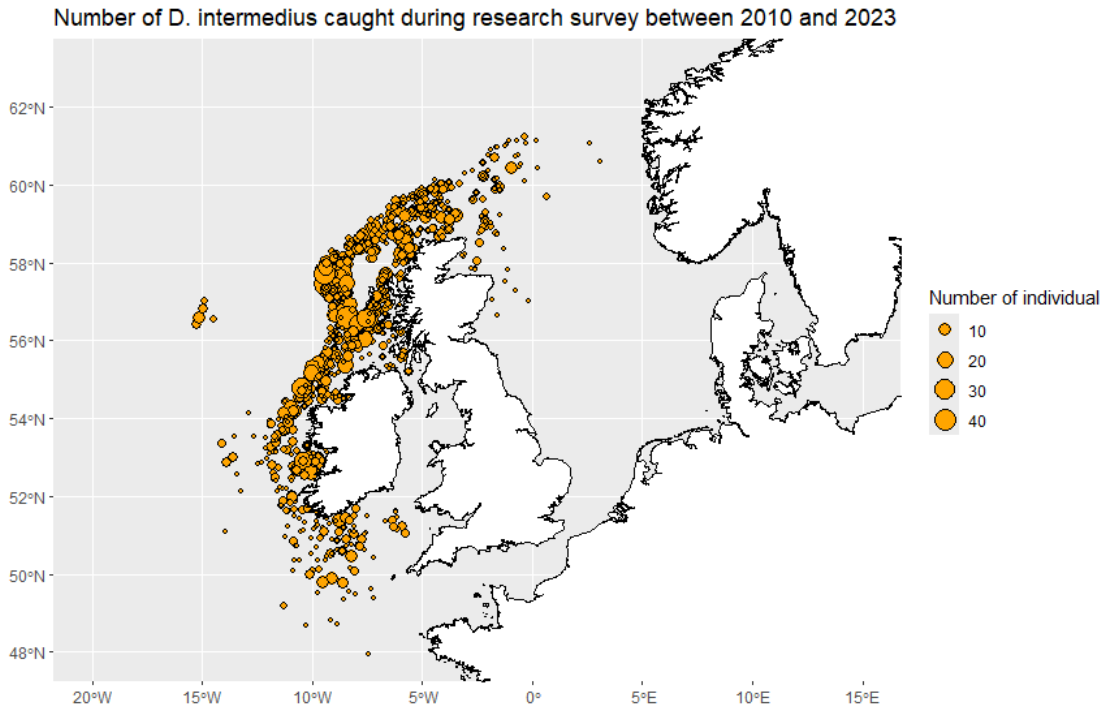 Number of D. intermedius caught during research survey between 2010 and 2023
62°N
60°N
58°N
56°N
54°N
52°N
50°N
48°N
20°W
15°W
10°W
5°W
0°
5°E
10°E
15°E
Number of individual
10
20
30
40